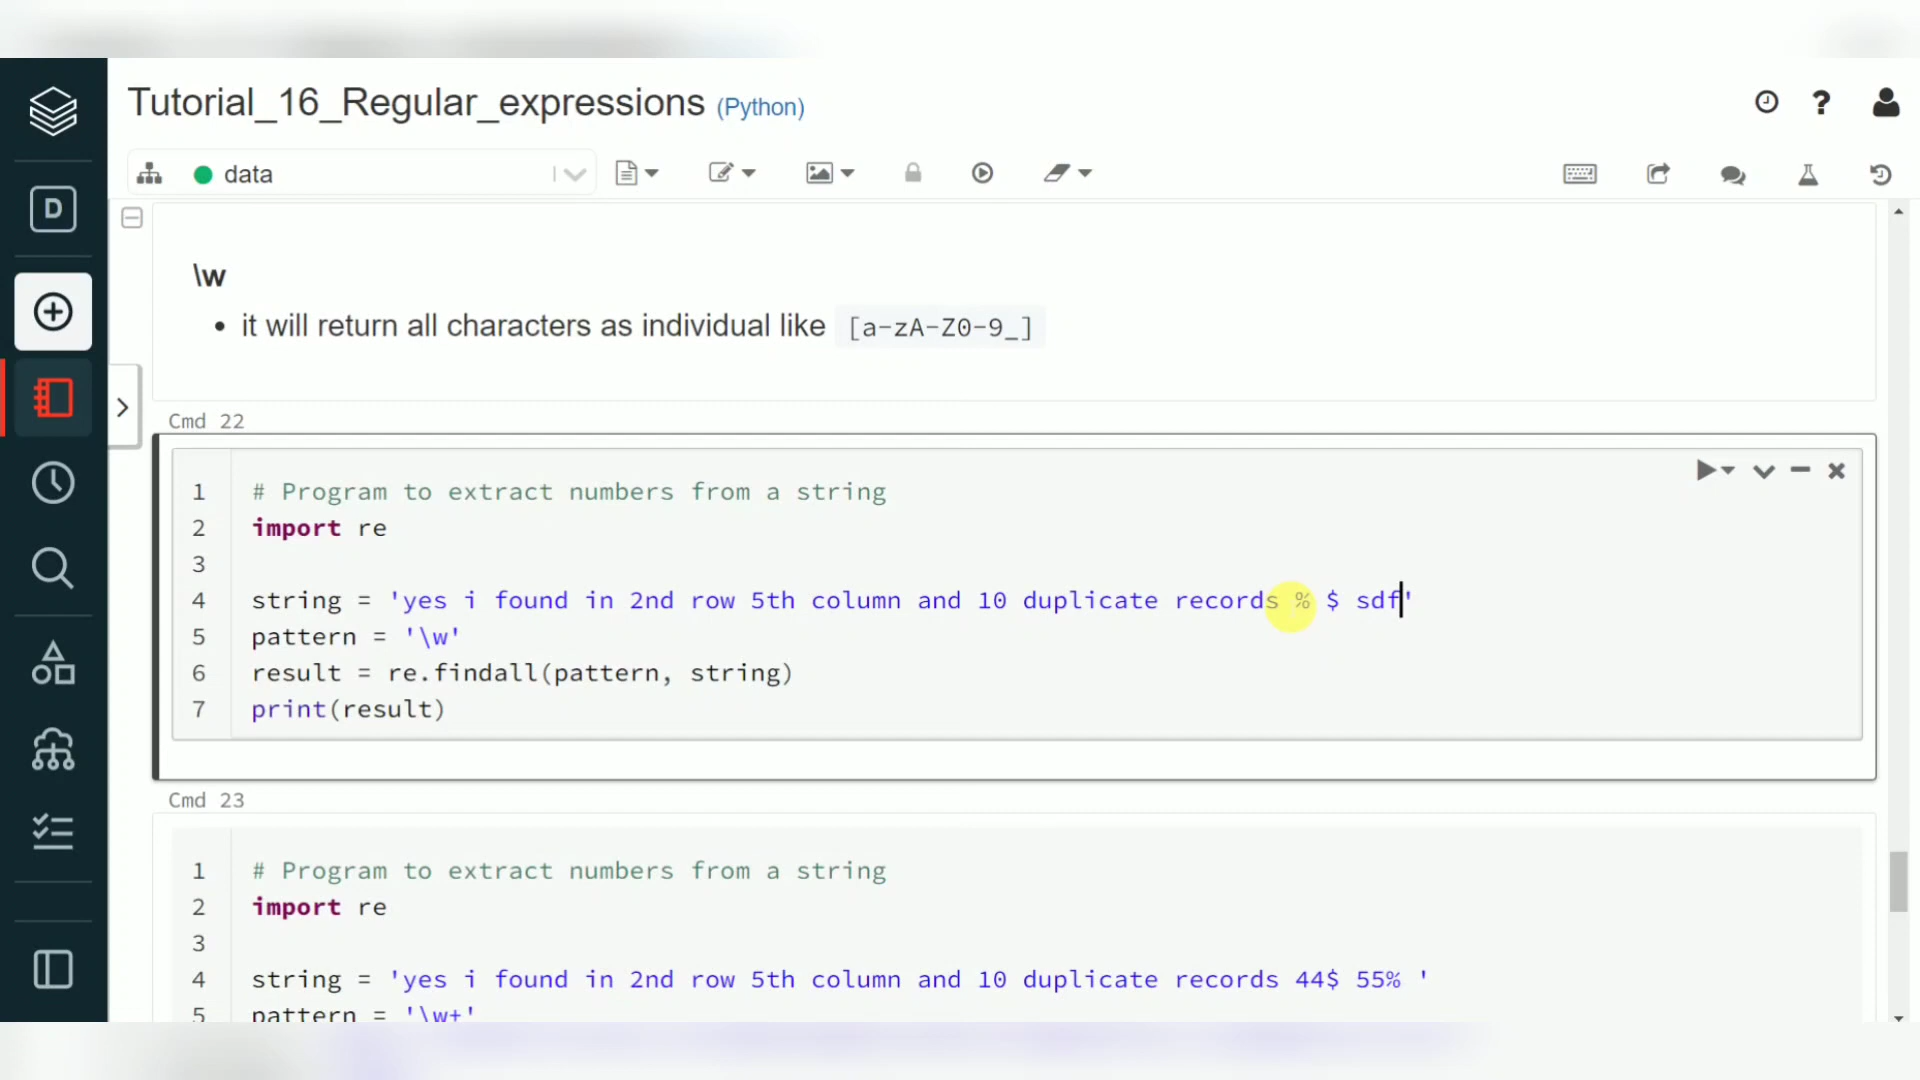 Tutorial_16_Regular_expressions (Python)
data
D
\w
• it will return all characters as individual like [a-zA-Z0-9_]
Cmd 22
1 # Program to extract numbers from a string
2 import re
3
4 string = 'yes i found in 2nd row 5th column and 10 duplicate records % $ sdf'
5 pattern = '\w'
6 result = re.findall(pattern, string)
7 print(result)
Cmd 23
1 # Program to extract numbers from a string
2 import re
3
4 string = 'yes i found in 2nd row 5th column and 10 duplicate records 44$ 55% '
5 pattern = '\w+'